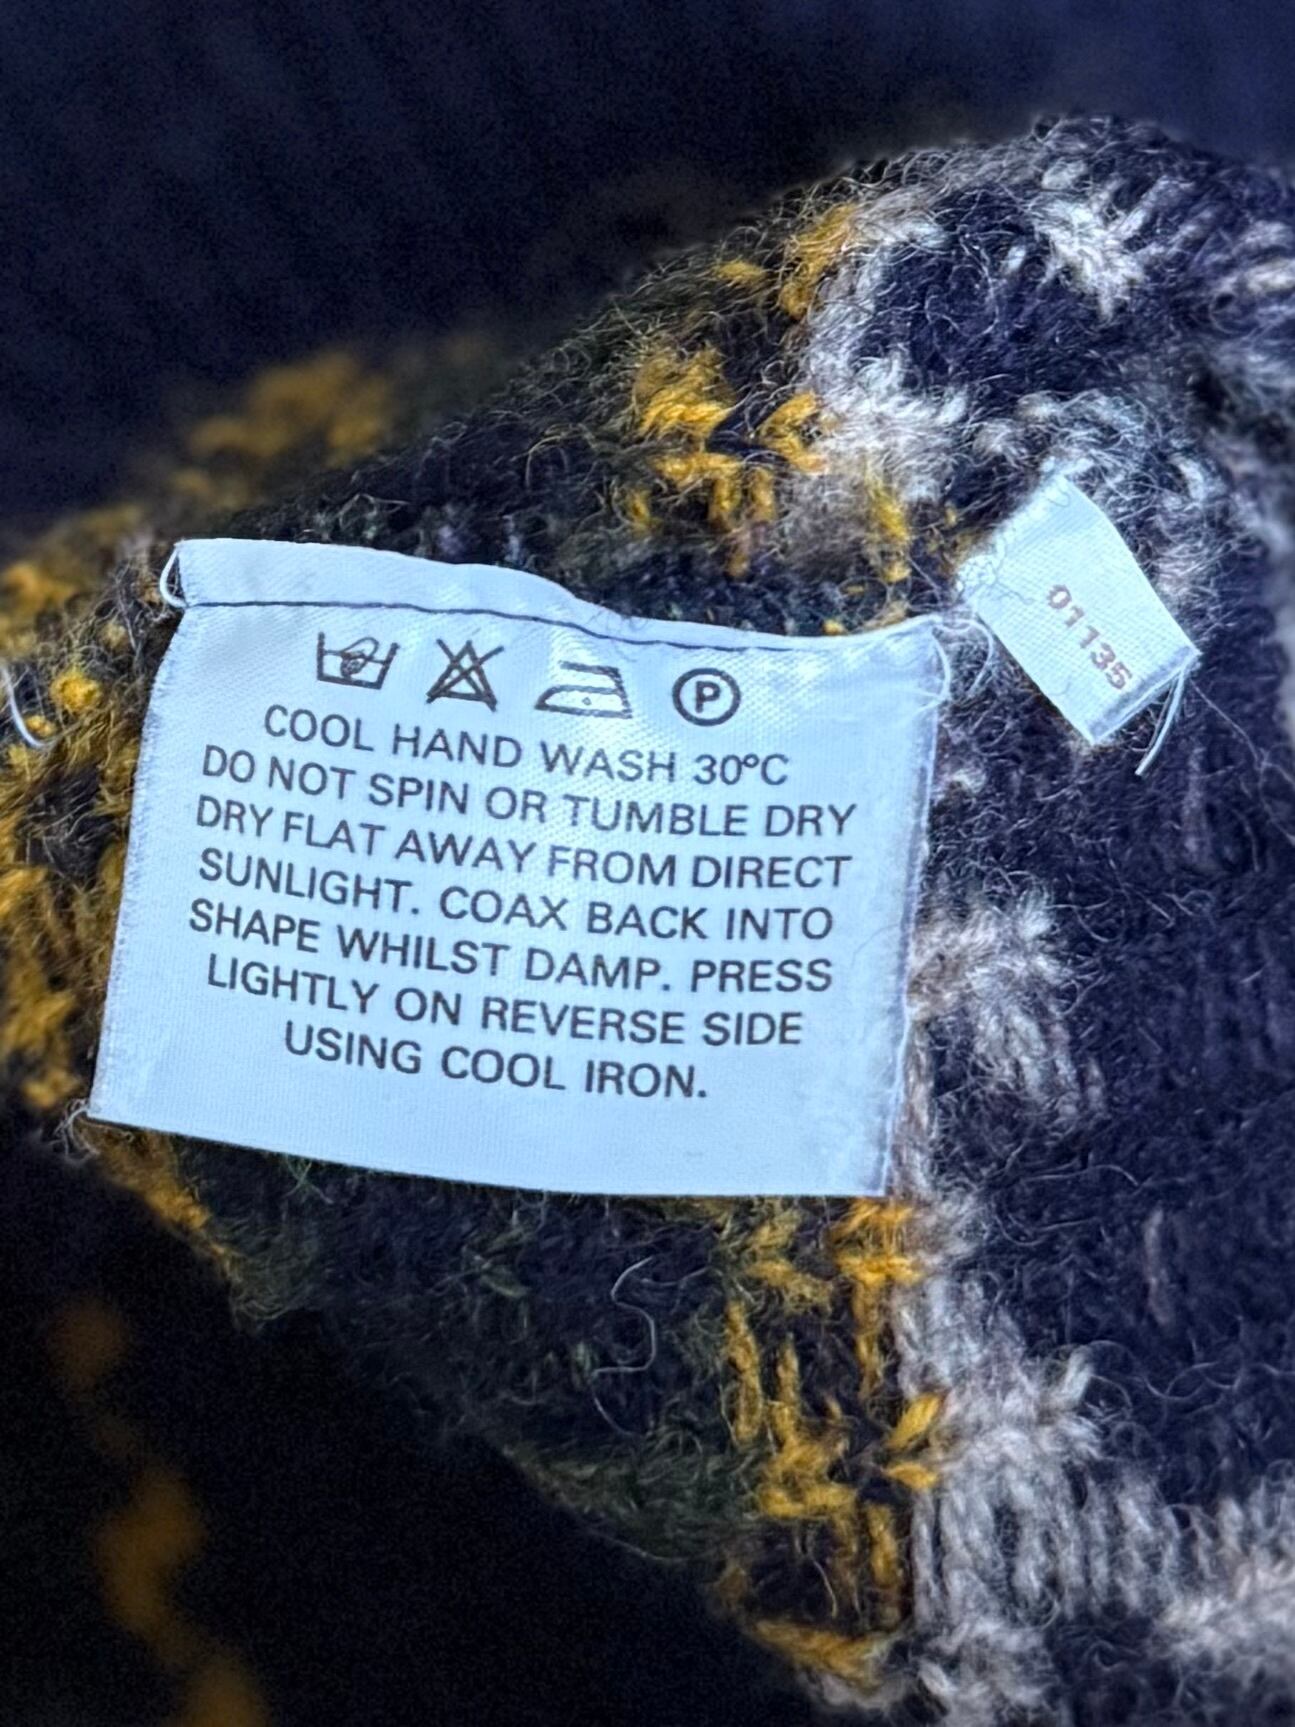 P
COOL HAND WASH 30°C
DO NOT SPIN OR TUMBLE DRY
DRY FLAT AWAY FROM DIRECT
SUNLIGHT. COAX BACK INTO
SHAPE WHILST DAMP. PRESS
LIGHTLY ON REVERSE SIDE
USING COOL IRON.
01135